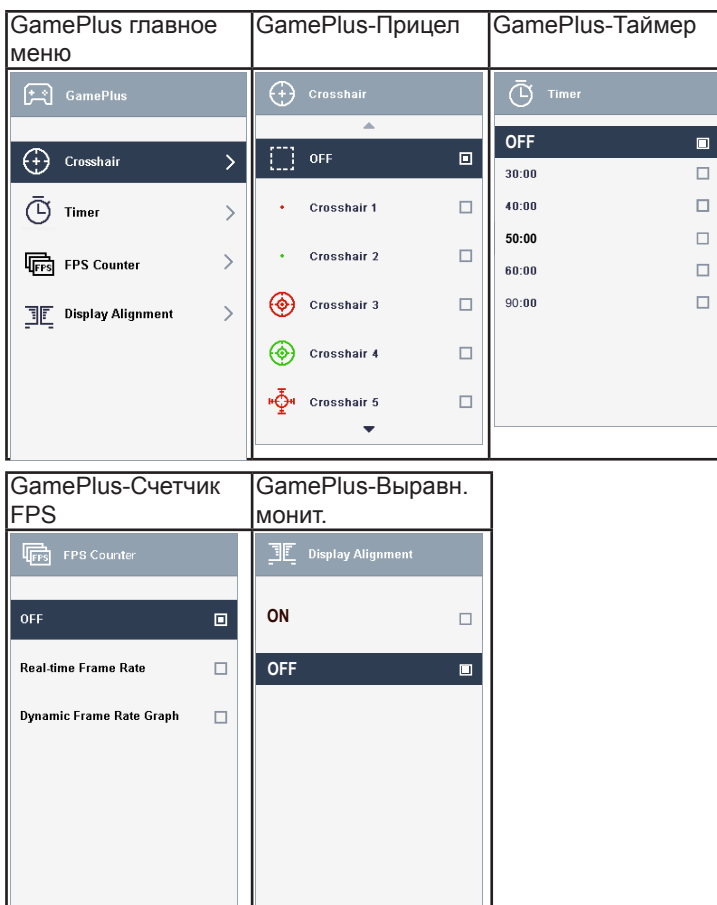 GamePlus главное
меню
GamePlus
Crosshair
Timer
FPS
FPS Counter
Display Alignment
GamePlus-Прицел
Crosshair
OFF
Crosshair 1
Crosshair 2
Crosshair 3
Crosshair 4
Crosshair 5
GamePlus-Таймер
Timer
OFF
30:00
40:00
50:00
60:00
90:00
GamePlus-Счетчик
FPS
FPS
FPS Counter
OFF
Real-time Frame Rate
Dynamic Frame Rate Graph
GamePlus-Выравн.
монит.
Display Alignment
ON
OFF